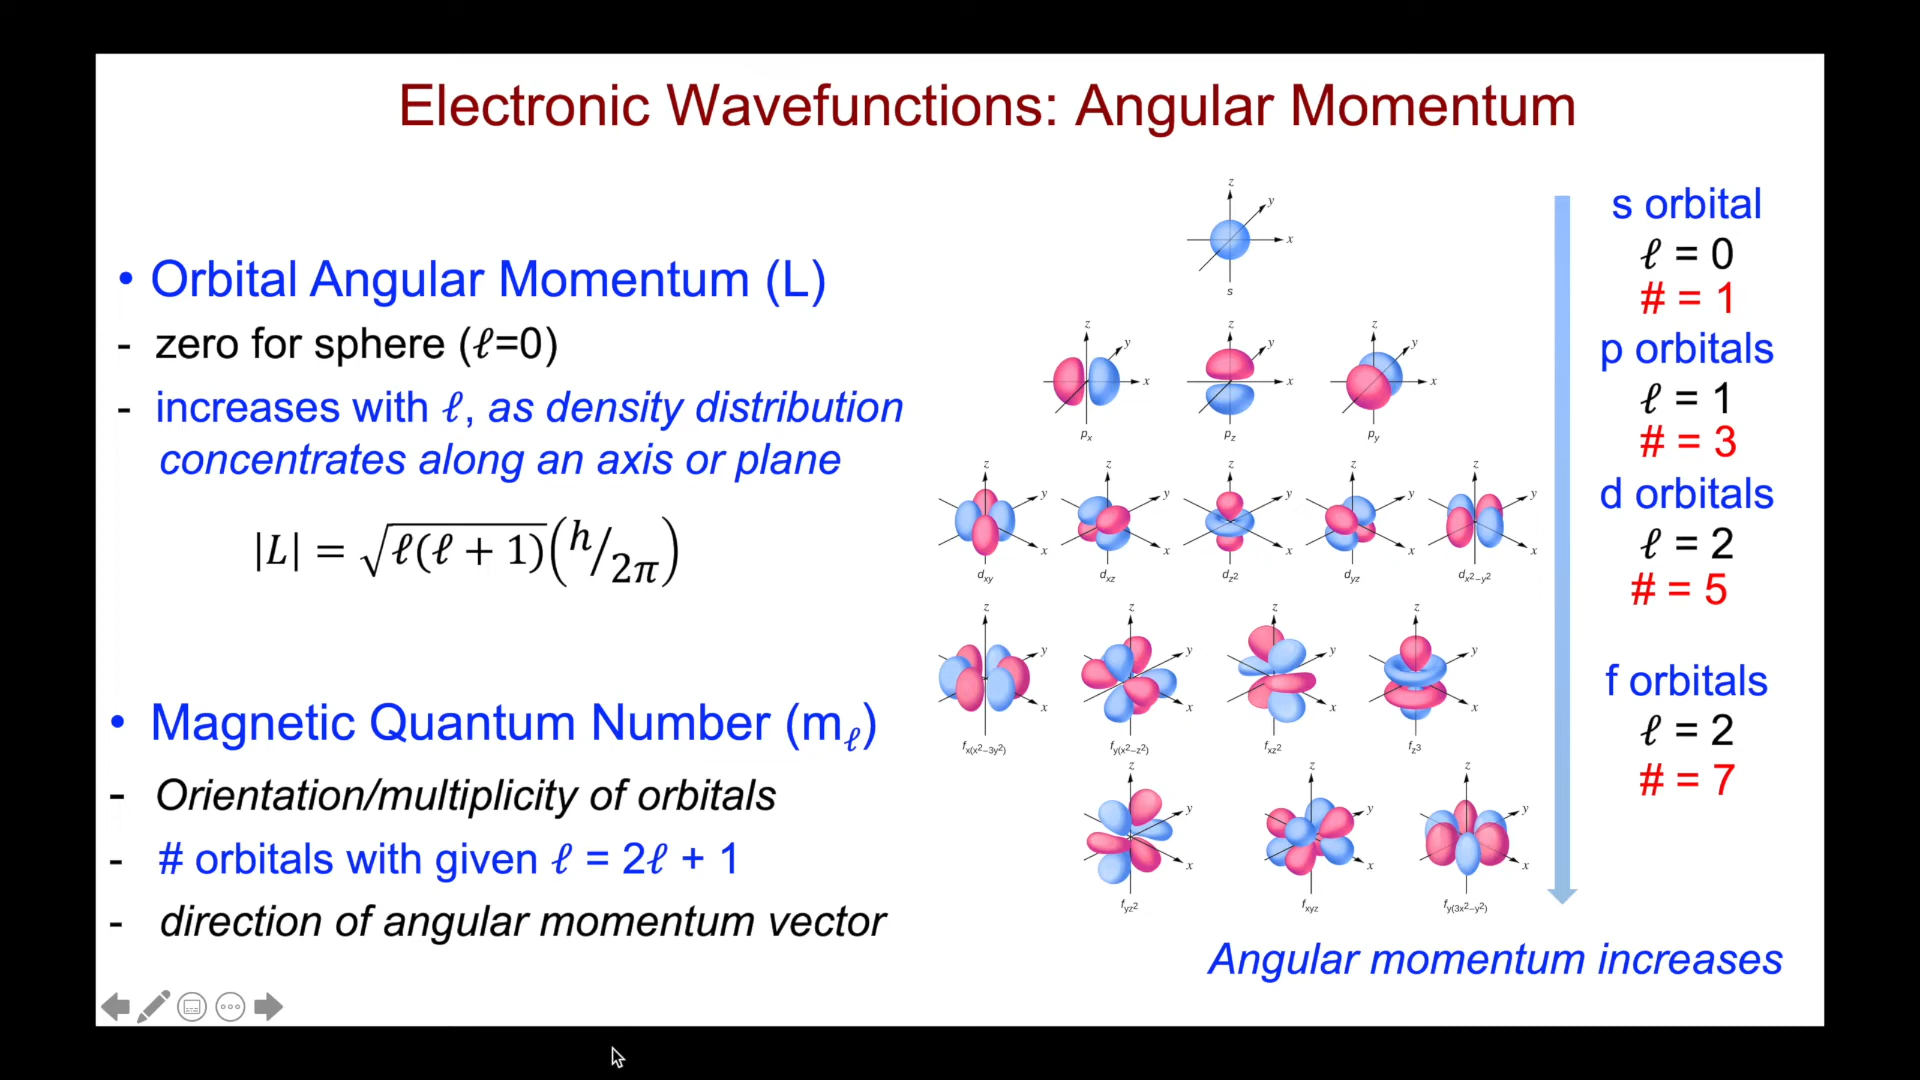 Electronic Wavefunctions: Angular Momentum
• Orbital Angular Momentum (L)
- zero for sphere (ℓ=0)
- increases with ℓ, as density distribution
concentrates along an axis or plane
|L| = √ℓ(ℓ + 1)(h/2π)
• Magnetic Quantum Number (mℓ)
- Orientation/multiplicity of orbitals
- # orbitals with given ℓ = 2ℓ + 1
- direction of angular momentum vector
z y x
s
z y x z y x z y x
px pz py
z y x z y x z y x z y x z y x
dxy dxz dz2 dyz dx2−y2
z y x z y x z y x z y x
fx(x2−3y2) fy(x2−z2) fxz2 fz3
z y x z y x z y x
fyz2 fxyz fy(3x2−y2)
s orbital
ℓ = 0
# = 1
p orbitals
ℓ = 1
# = 3
d orbitals
ℓ = 2
# = 5
f orbitals
ℓ = 2
# = 7
Angular momentum increases